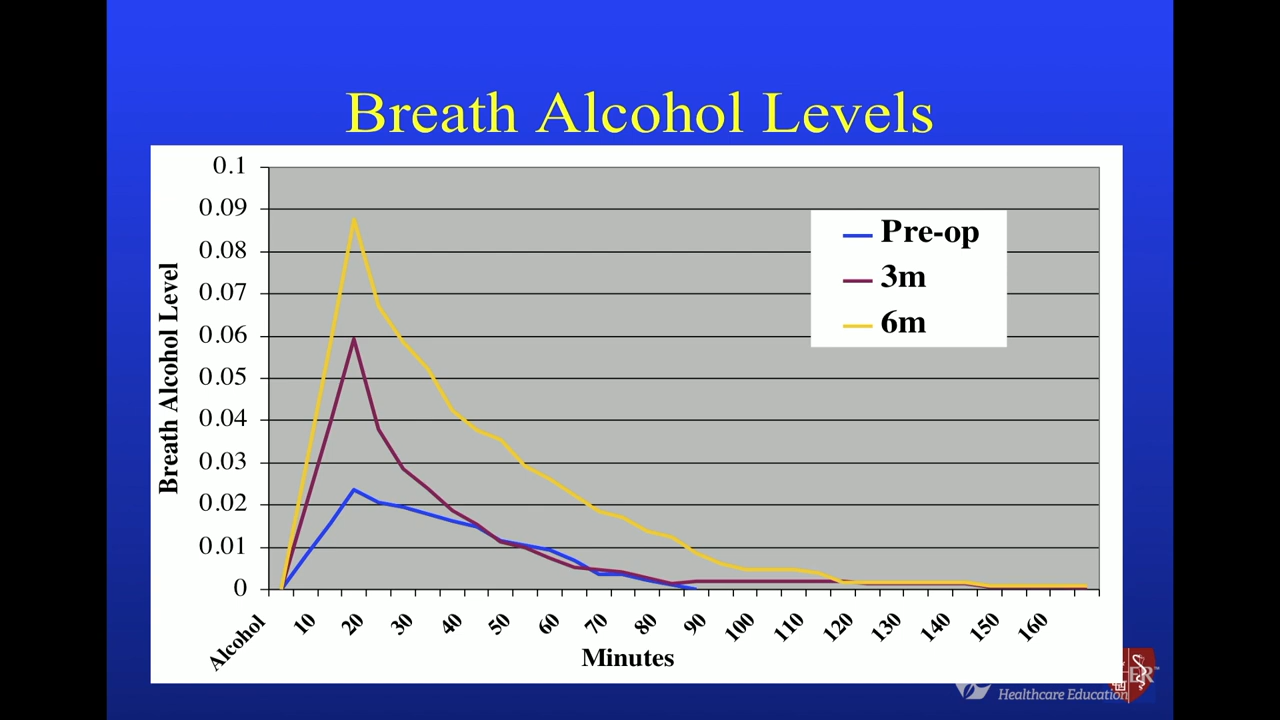 Breath Alcohol Levels
0.1
0.09
0.08
0.07
0.06
0.05
0.04
0.03
0.02
0.01
0
Breath Alcohol Level
Pre-op
3m
6m
Alcohol 10 20 30 40 50 60 70 80 90 100 110 120 130 140 150 160
Minutes
Healthcare Education